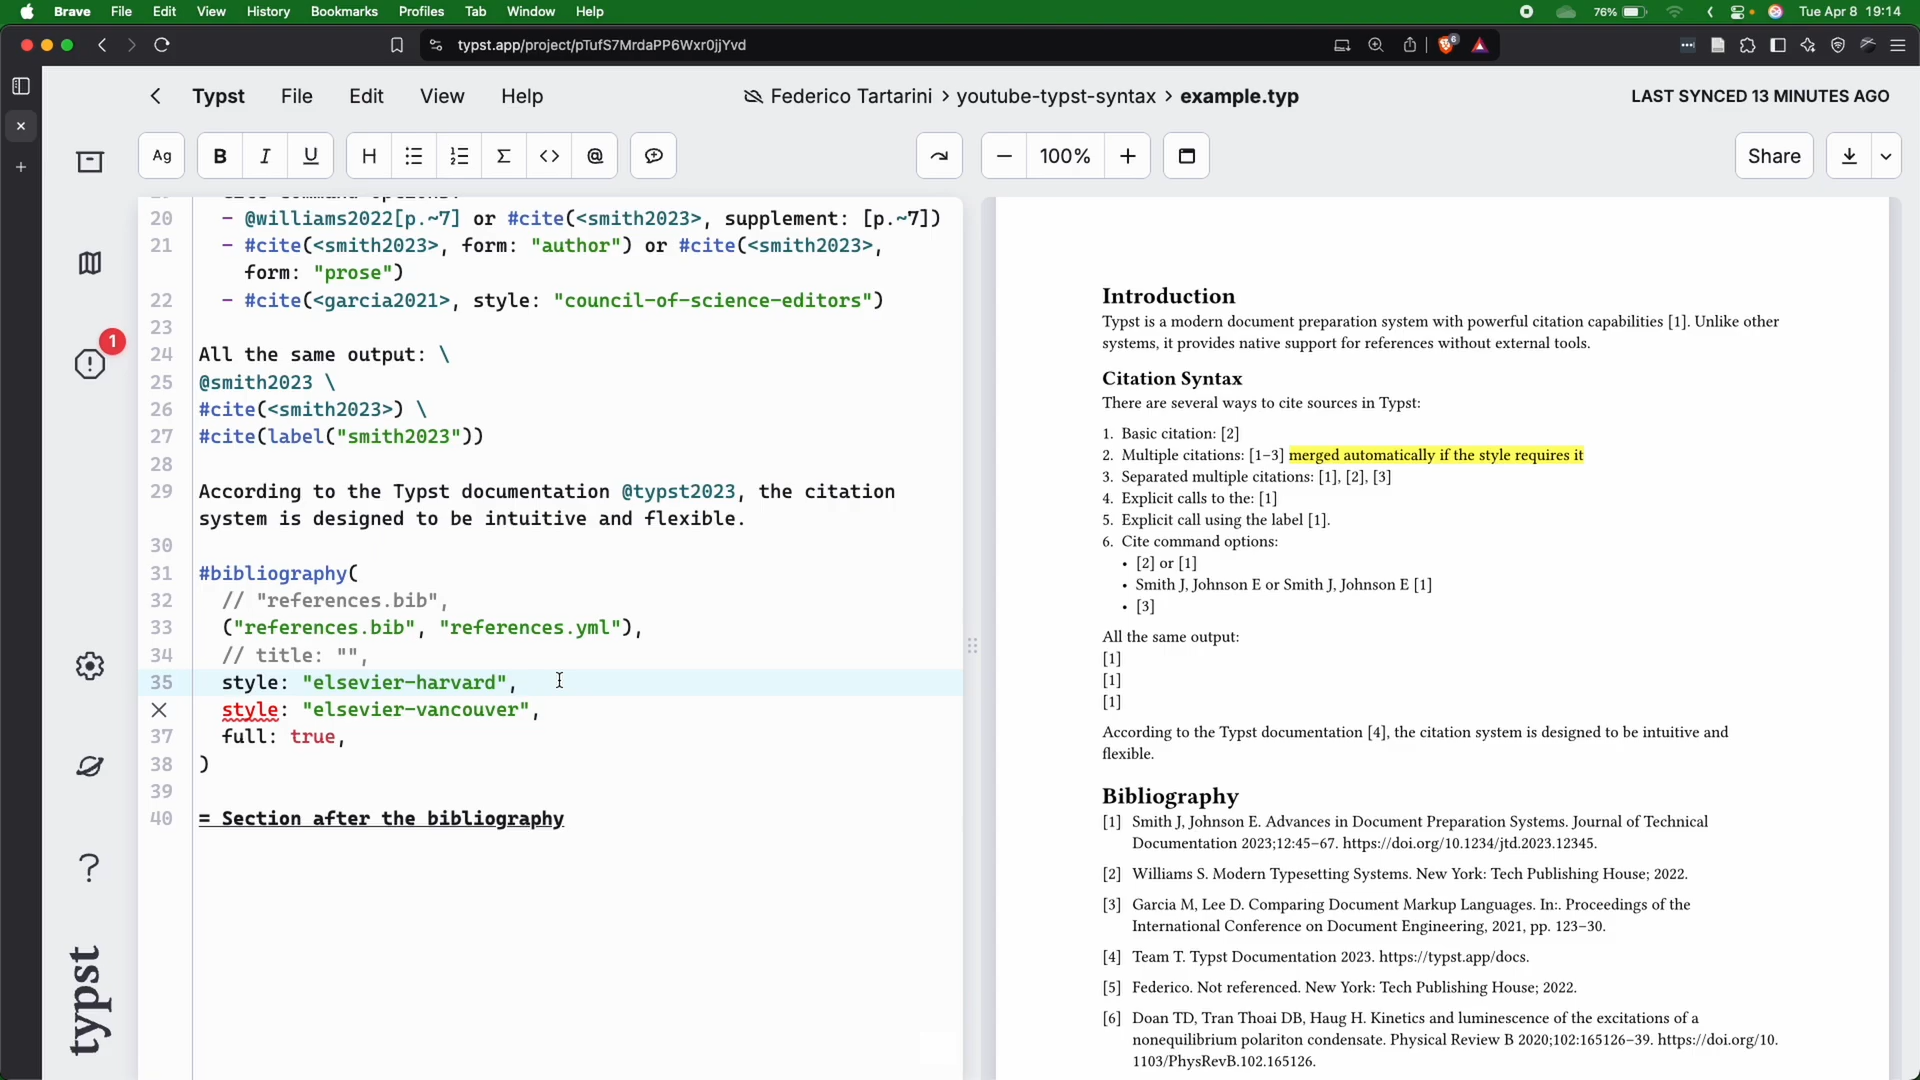 Brave File Edit View History Bookmarks Profiles Tab Window Help 76% Tue Apr 8 19:14
typst.app/project/pTufS7MrdaPP6Wxr0jjYvd 6
Typst File Edit View Help Federico Tartarini > youtube-typst-syntax > example.typ LAST SYNCED 13 MINUTES AGO
Ag B I U H Σ <> @ 100% Share
1
20 - @williams2022[p.~7] or #cite(<smith2023>, supplement: [p.~7])
21 - #cite(<smith2023>, form: "author") or #cite(<smith2023>,
form: "prose")
22 - #cite(<garcia2021>, style: "council-of-science-editors")
23
24 All the same output: \
25 @smith2023 \
26 #cite(<smith2023>) \
27 #cite(label("smith2023"))
28
29 According to the Typst documentation @typst2023, the citation
system is designed to be intuitive and flexible.
30
31 #bibliography(
32 // "references.bib",
33 ("references.bib", "references.yml"),
34 // title: "",
35 style: "elsevier-harvard",
style: "elsevier-vancouver",
37 full: true,
38 )
39
40 = Section after the bibliography
typst
Introduction
Typst is a modern document preparation system with powerful citation capabilities [1]. Unlike other
systems, it provides native support for references without external tools.
Citation Syntax
There are several ways to cite sources in Typst:
1. Basic citation: [2]
2. Multiple citations: [1–3] merged automatically if the style requires it
3. Separated multiple citations: [1], [2], [3]
4. Explicit calls to the: [1]
5. Explicit call using the label [1].
6. Cite command options:
• [2] or [1]
• Smith J, Johnson E or Smith J, Johnson E [1]
• [3]
All the same output:
[1]
[1]
[1]
According to the Typst documentation [4], the citation system is designed to be intuitive and
flexible.
Bibliography
[1] Smith J, Johnson E. Advances in Document Preparation Systems. Journal of Technical
Documentation 2023;12:45–67. https://doi.org/10.1234/jtd.2023.12345.
[2] Williams S. Modern Typesetting Systems. New York: Tech Publishing House; 2022.
[3] Garcia M, Lee D. Comparing Document Markup Languages. In:. Proceedings of the
International Conference on Document Engineering, 2021, pp. 123–30.
[4] Team T. Typst Documentation 2023. https://typst.app/docs.
[5] Federico. Not referenced. New York: Tech Publishing House; 2022.
[6] Doan TD, Tran Thoai DB, Haug H. Kinetics and luminescence of the excitations of a
nonequilibrium polariton condensate. Physical Review B 2020;102:165126–39. https://doi.org/10.
1103/PhysRevB.102.165126.